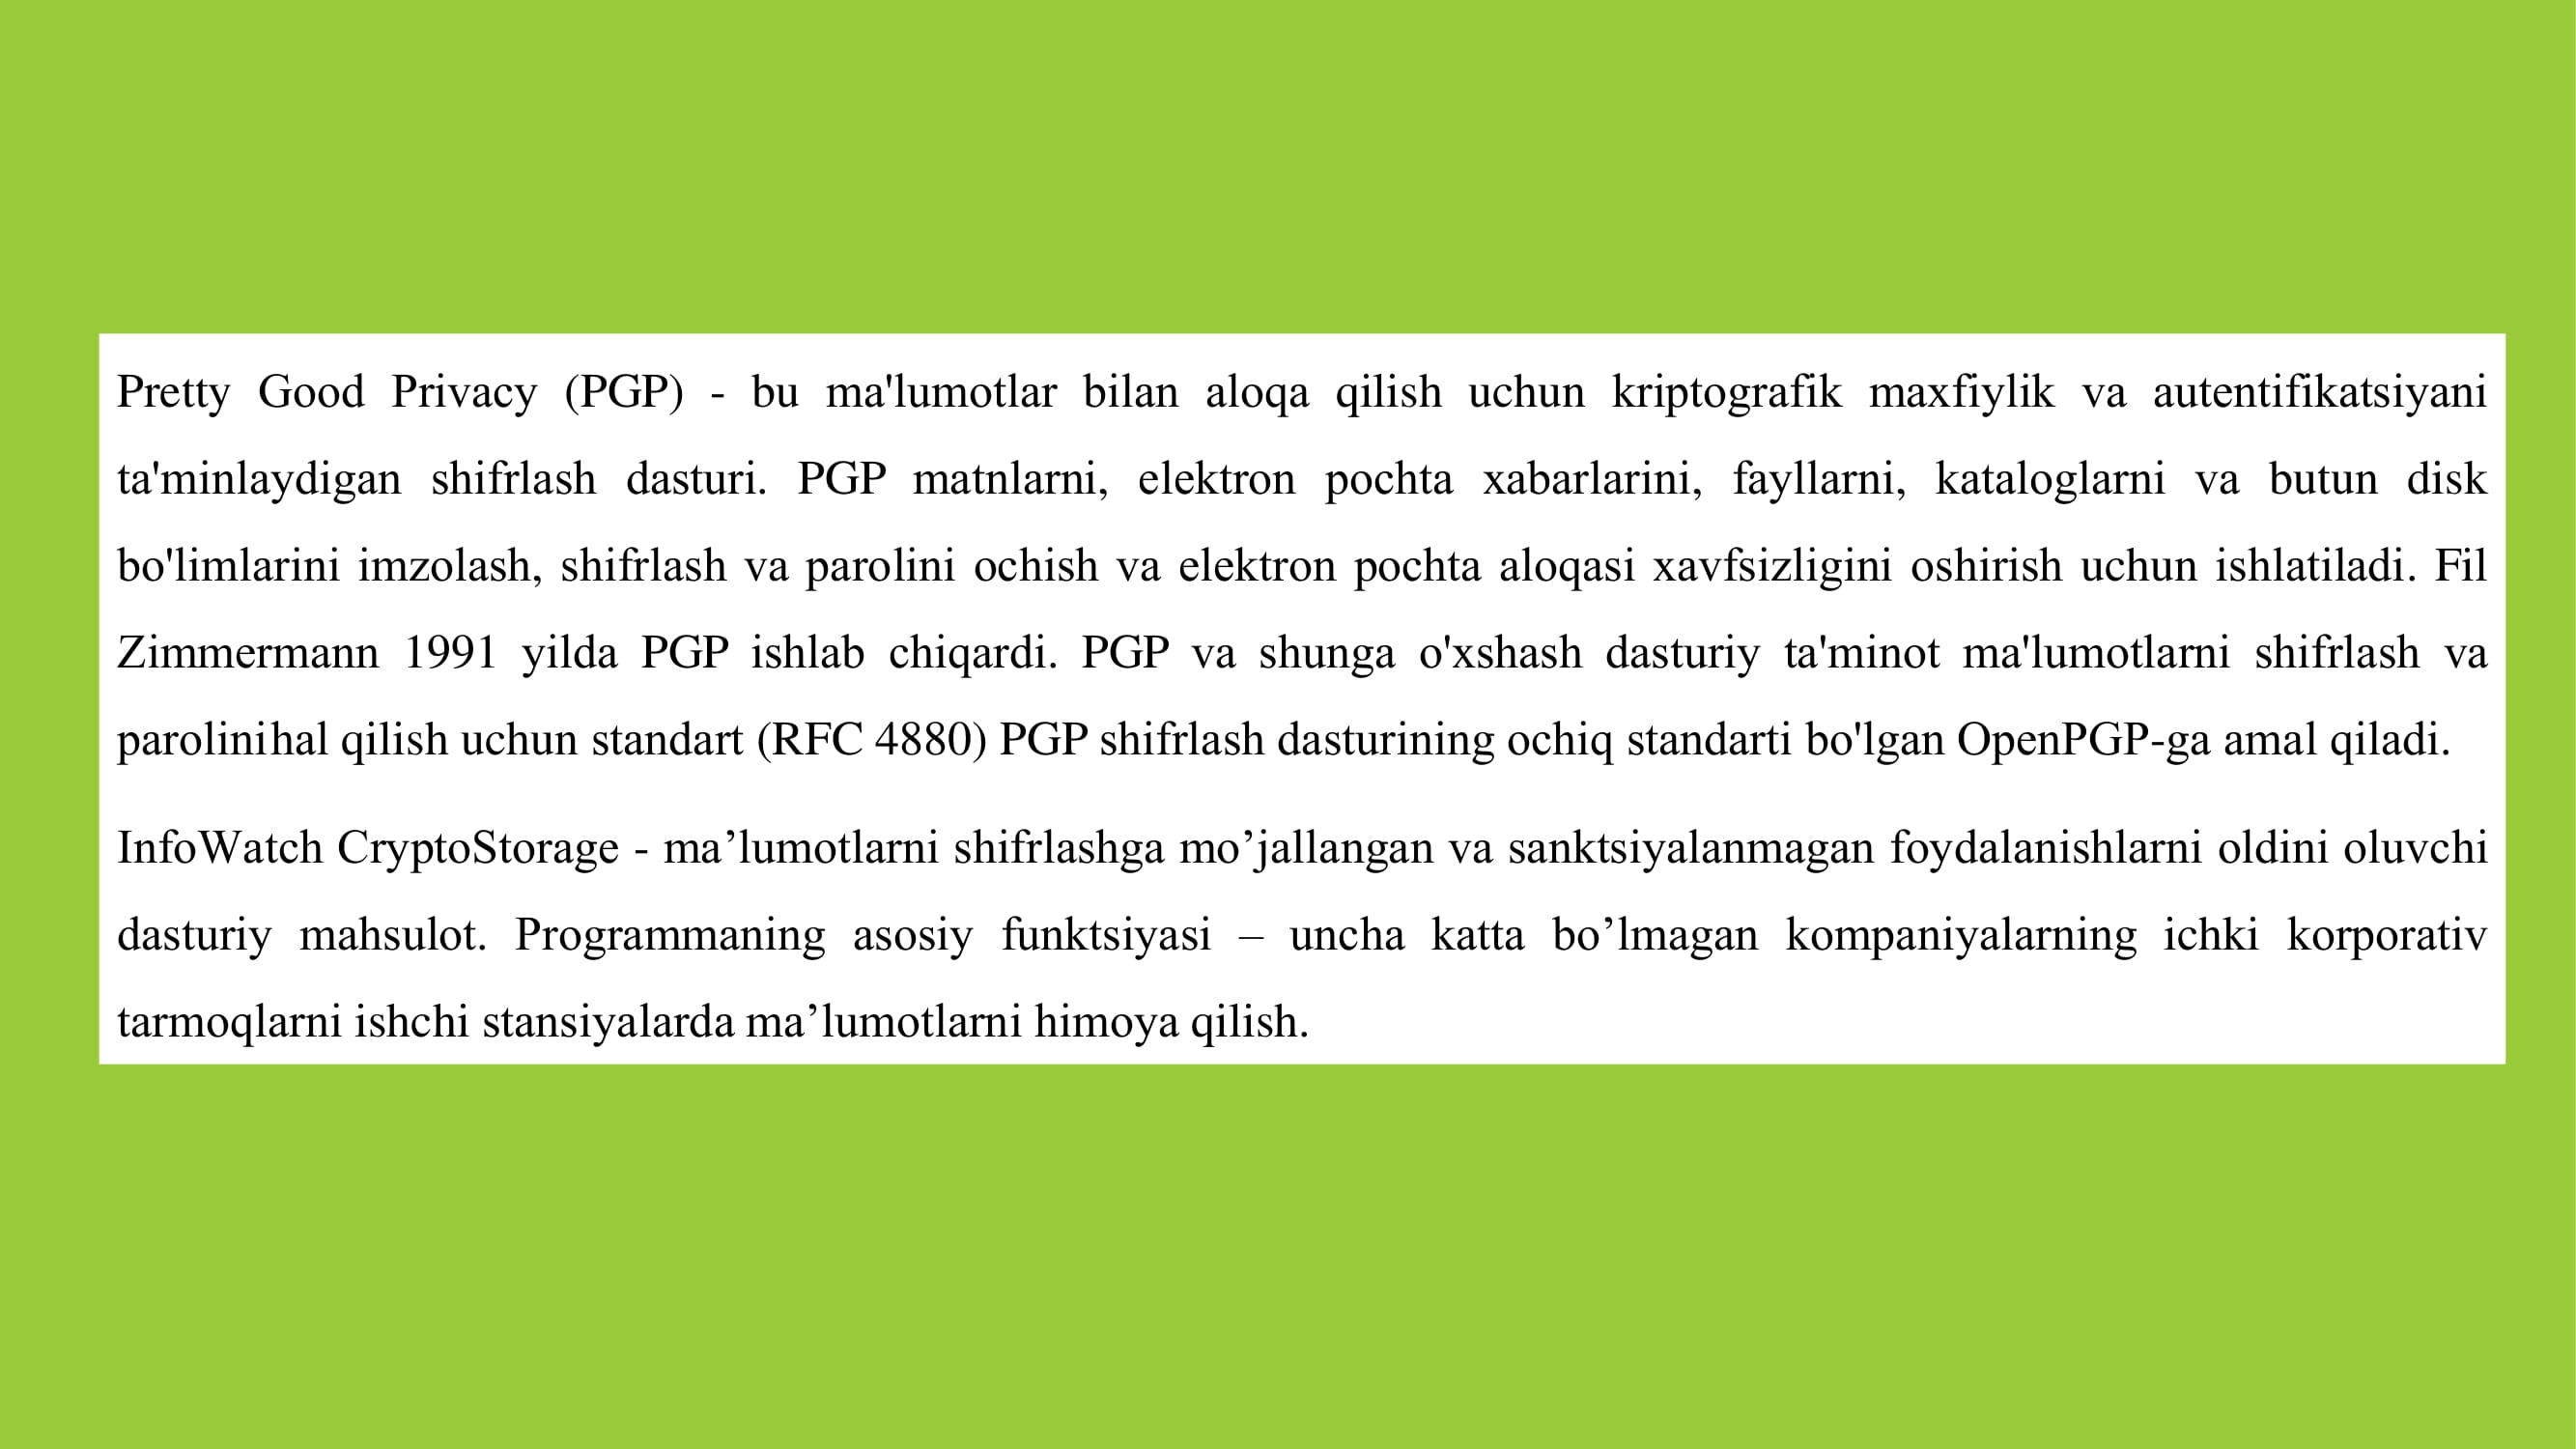 Pretty Good Privacy (PGP) - bu ma'lumotlar bilan aloqa qilish uchun kriptografik maxfiylik va autentifikatsiyani
ta'minlaydigan shifrlash dasturi. PGP matnlarni, elektron pochta xabarlarini, fayllarni, kataloglarni va butun disk
bo'limlarini imzolash, shifrlash va parolini ochish va elektron pochta aloqasi xavfsizligini oshirish uchun ishlatiladi. Fil
Zimmermann 1991 yilda PGP ishlab chiqardi. PGP va shunga o'xshash dasturiy ta'minot ma'lumotlarni shifrlash va
parolinihal qilish uchun standart (RFC 4880) PGP shifrlash dasturining ochiq standarti bo'lgan OpenPGP-ga amal qiladi.
InfoWatch CryptoStorage - ma’lumotlarni shifrlashga mo’jallangan va sanktsiyalanmagan foydalanishlarni oldini oluvchi
dasturiy mahsulot. Programmaning asosiy funktsiyasi – uncha katta bo’lmagan kompaniyalarning ichki korporativ
tarmoqlarni ishchi stansiyalarda ma’lumotlarni himoya qilish.